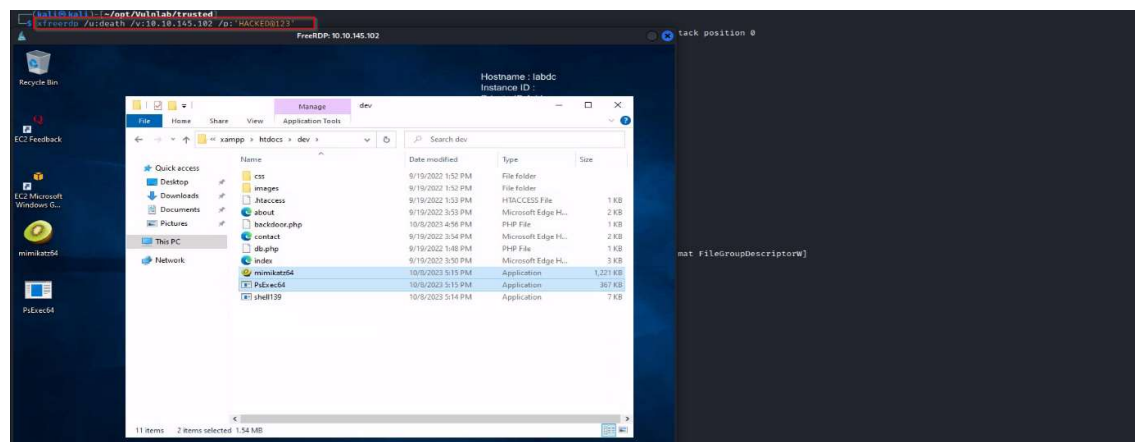 (kali㉿kali)-[~/opt/Vulnlab/trusted]
$ xfreerdp /u:death /v:10.10.145.102 /p:'HACKED@123'
tack position 0
FreeRDP: 10.10.145.102
Recycle Bin
Hostname : labdc
Instance ID :
Manage dev
File Home Share View Application Tools
EC2 Feedback
« xampp › htdocs › dev ›
Search dev
Name Date modified Type Size
Quick access
Desktop
Downloads
Documents
Pictures
This PC
Network
css 9/19/2022 1:52 PM File folder
images 9/19/2022 1:52 PM File folder
.htaccess 9/19/2022 1:53 PM HTACCESS File 1 KB
about 9/19/2022 3:53 PM Microsoft Edge H... 2 KB
backdoor.php 10/8/2023 4:56 PM PHP File 1 KB
contact 9/19/2022 3:54 PM Microsoft Edge H... 2 KB
db.php 9/19/2022 1:48 PM PHP File 1 KB
index 9/19/2022 3:50 PM Microsoft Edge H... 3 KB
mimikatz64 10/8/2023 5:15 PM Application 1,221 KB
PsExec64 10/8/2023 5:15 PM Application 367 KB
shell139 10/8/2023 5:14 PM Application 7 KB
EC2 Microsoft
Windows G...
mimikatz64
PsExec64
mat FileGroupDescriptorW]
11 items 2 items selected 1.54 MB